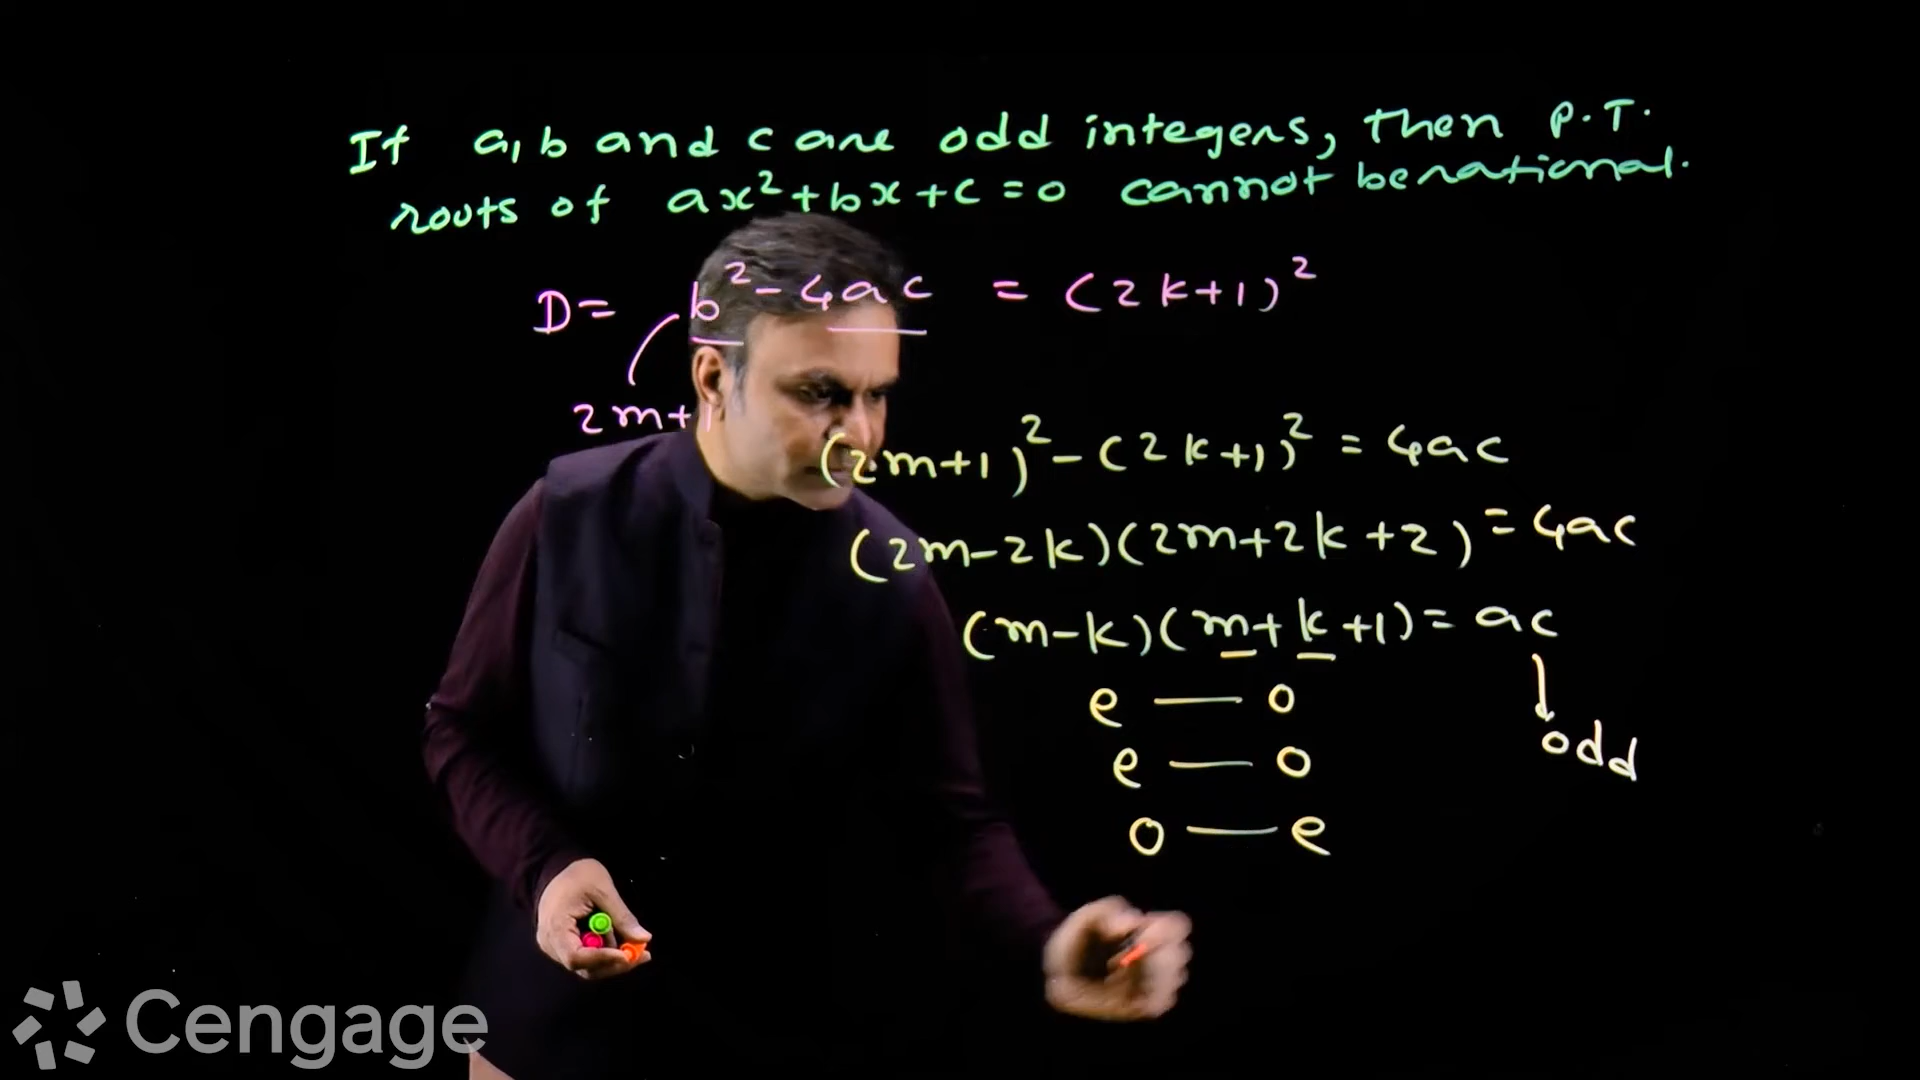 If a, b and c are odd integers, then P.T.
roots of ax²+bx+c=0 cannot be rational.
D= b²-4ac = (2k+1)²
2m+1
(2m+1)²-(2k+1)²=4ac
(2m-2k)(2m+2k+2)=4ac
(m-k)(m+k+1)=ac
e — o
odd
e — o
o — e
Cengage